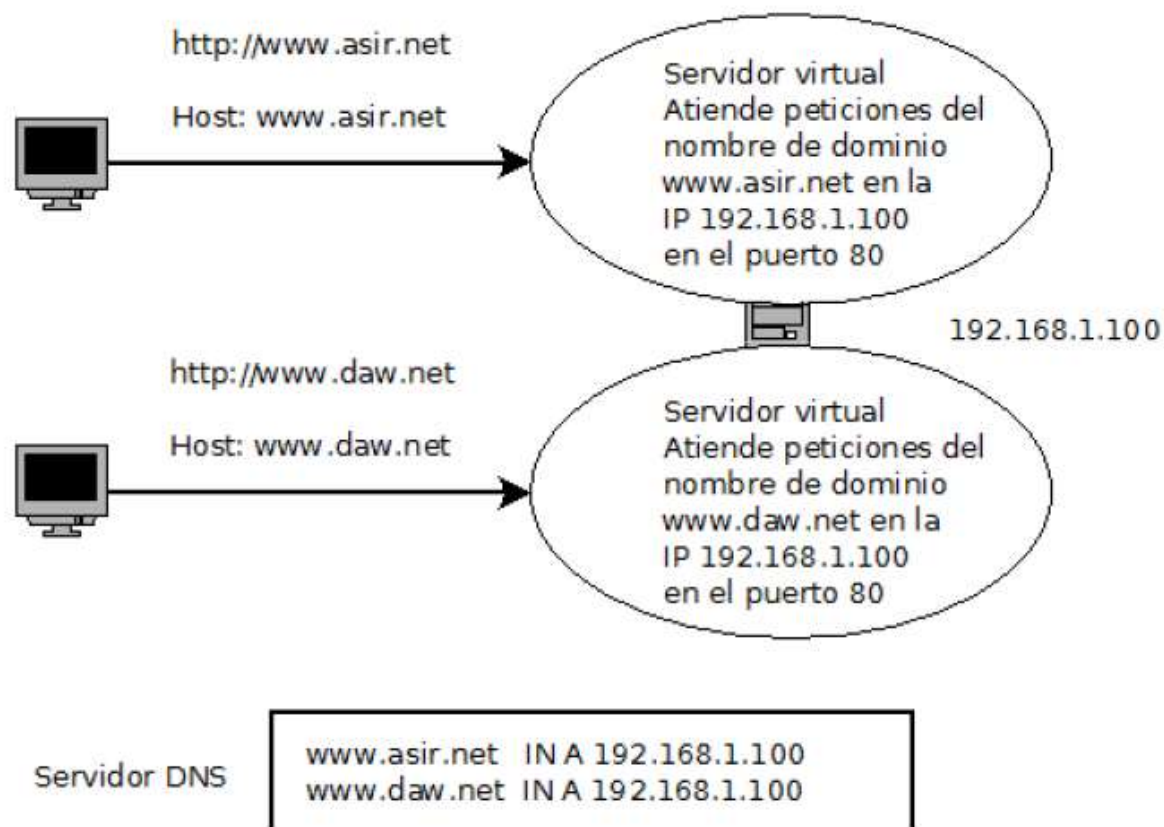 http://www.asir.net
Host: www.asir.net
Servidor virtual
Atiende peticiones del
nombre de dominio
www.asir.net en la
IP 192.168.1.100
en el puerto 80
192.168.1.100
http://www.daw.net
Host: www.daw.net
Servidor virtual
Atiende peticiones del
nombre de dominio
www.daw.net en la
IP 192.168.1.100
en el puerto 80
Servidor DNS
www.asir.net IN A 192.168.1.100
www.daw.net IN A 192.168.1.100